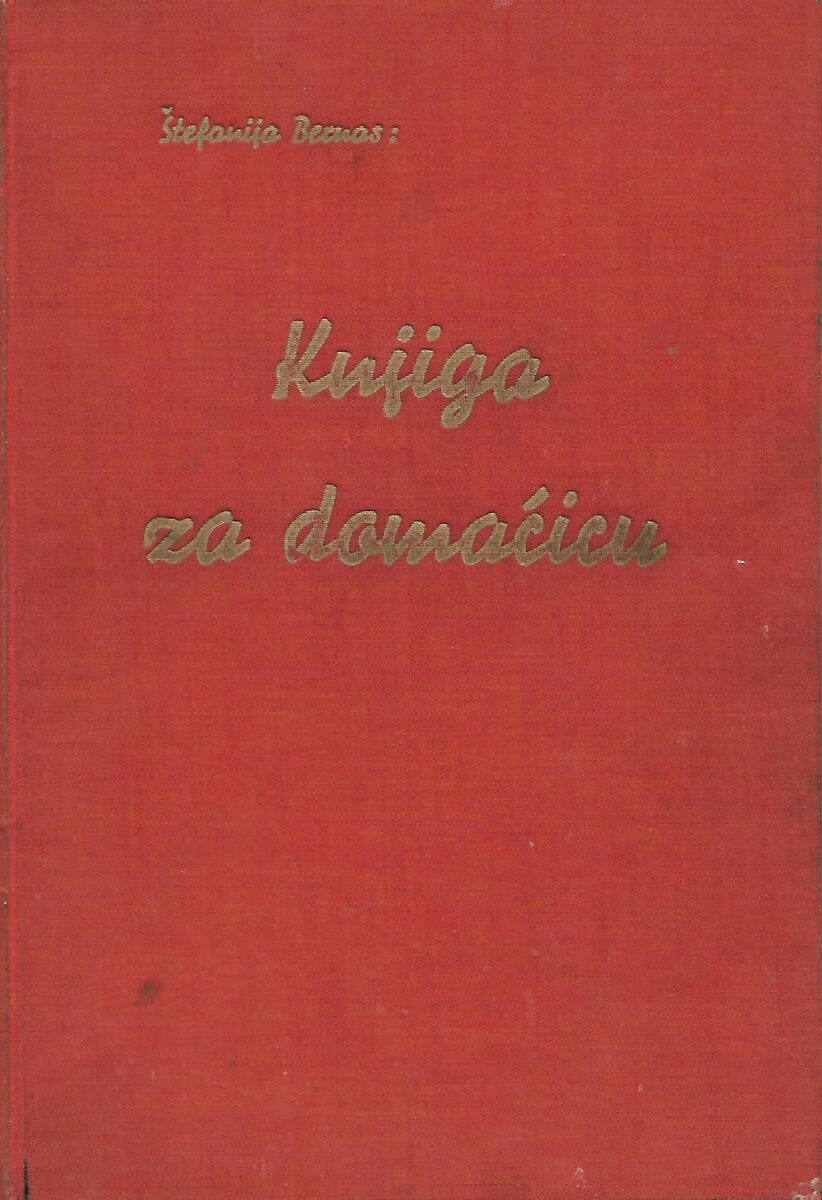 Štefanija Bernas:
Knjiga
za domaćicu